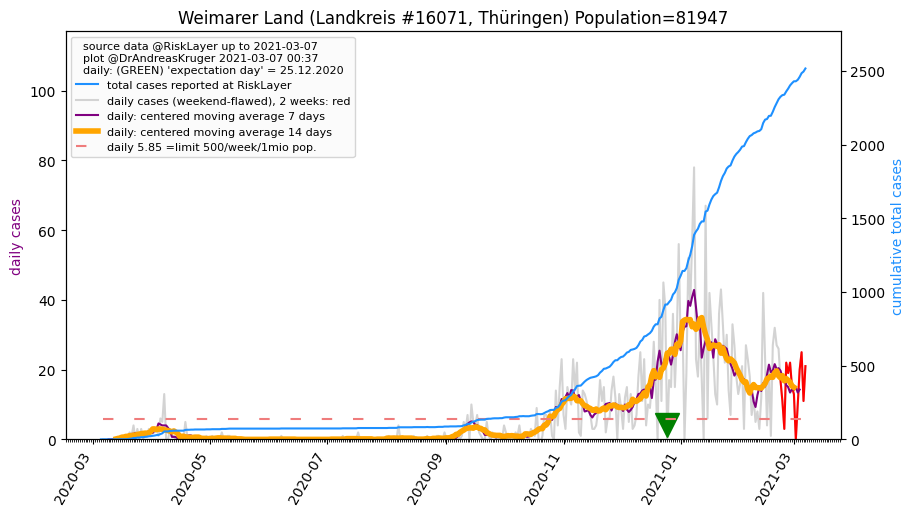 Weimarer Land (Landkreis #16071, Thüringen) Population=81947
source data @RiskLayer up to 2021-03-07
plot @DrAndreasKruger 2021-03-07 00:37
daily: (GREEN) 'expectation day' = 25.12.2020
total cases reported at RiskLayer
daily cases (weekend-flawed), 2 weeks: red
daily: centered moving average 7 days
daily: centered moving average 14 days
daily 5.85 =limit 500/week/1mio pop.
daily cases
100
80
60
40
20
0
cumulative total cases
2500
2000
1500
1000
500
0
2020-03
2020-05
2020-07
2020-09
2020-11
2021-01
2021-03